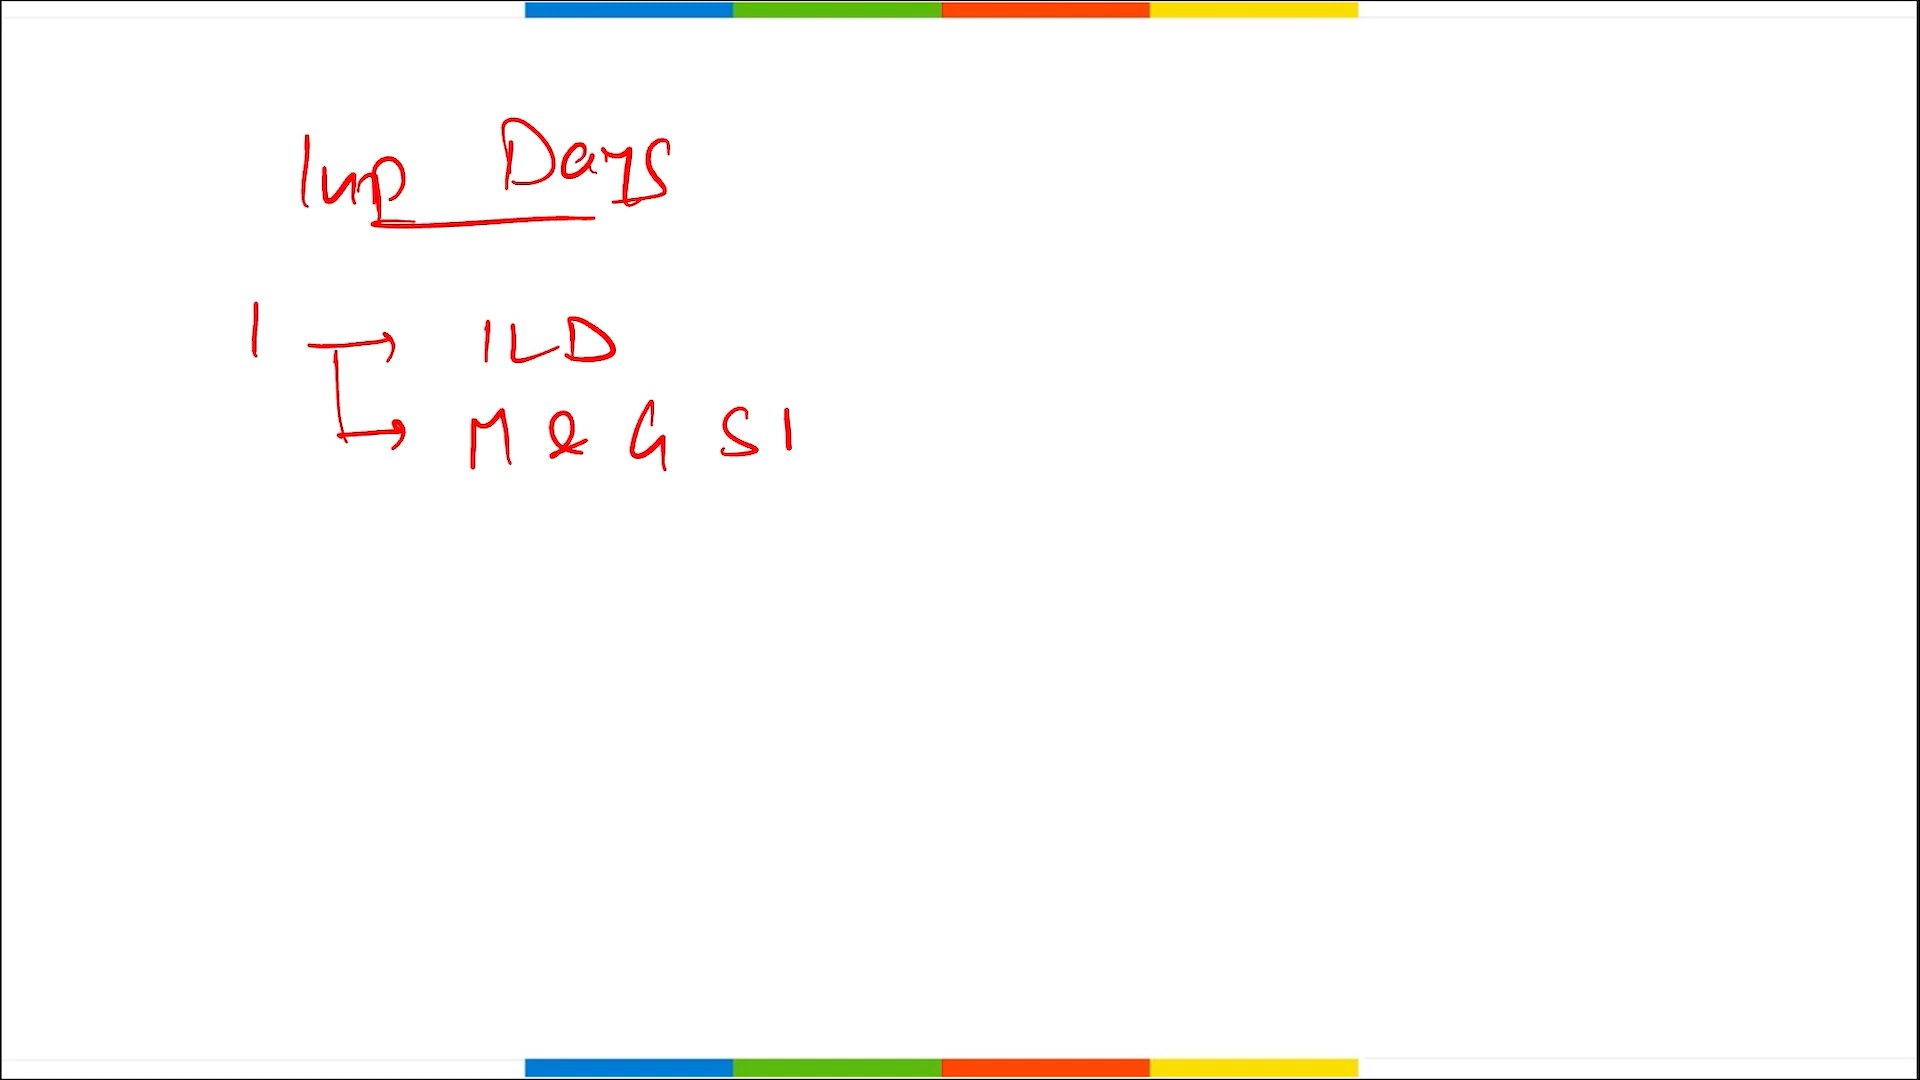 Imp Days
1 → ILD
→ M & G SI